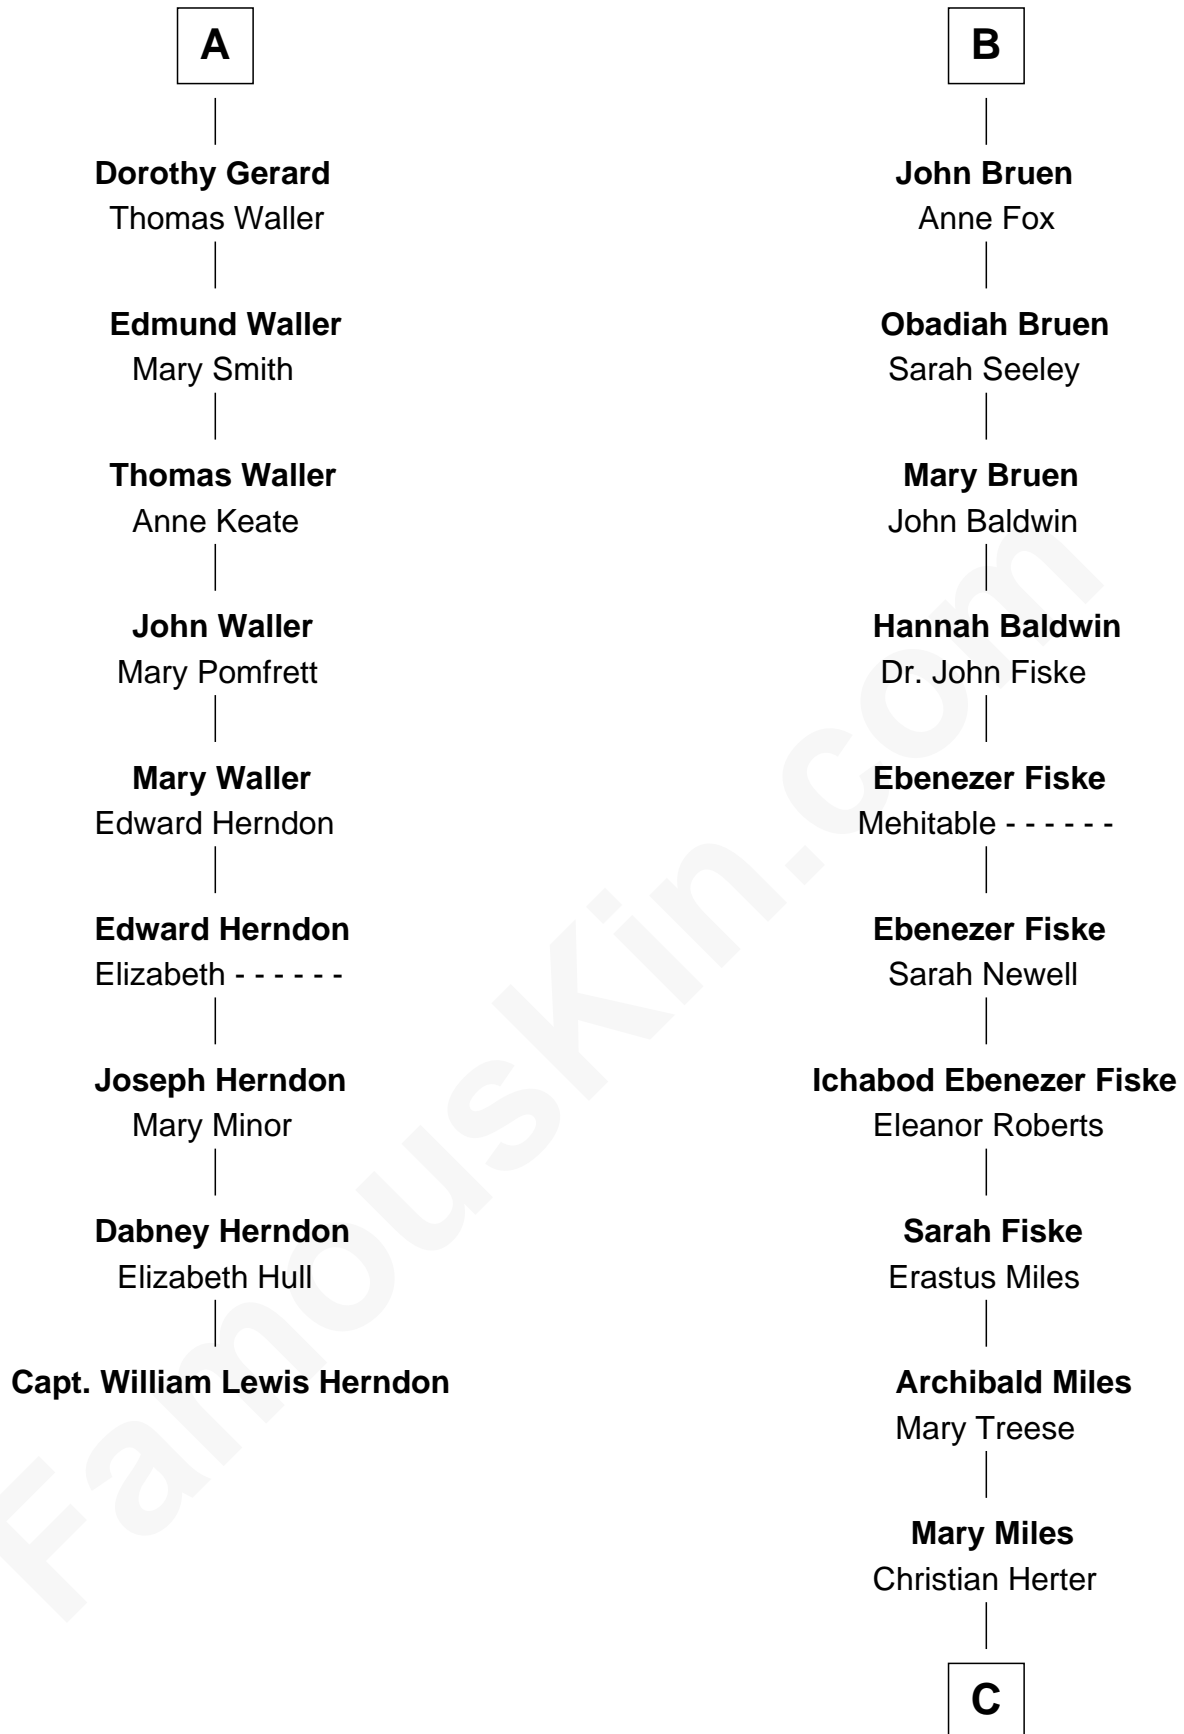 A
Dorothy Gerard
Thomas Waller
Edmund Waller
Mary Smith
Thomas Waller
Anne Keate
John Waller
Mary Pomfrett
Mary Waller
Edward Herndon
Edward Herndon
Elizabeth - - - - - -
Joseph Herndon
Mary Minor
Dabney Herndon
Elizabeth Hull
Capt. William Lewis Herndon
B
John Bruen
Anne Fox
Obadiah Bruen
Sarah Seeley
Mary Bruen
John Baldwin
Hannah Baldwin
Dr. John Fiske
Ebenezer Fiske
Mehitable - - - - - -
Ebenezer Fiske
Sarah Newell
Ichabod Ebenezer Fiske
Eleanor Roberts
Sarah Fiske
Erastus Miles
Archibald Miles
Mary Treese
Mary Miles
Christian Herter
C
FamousKin.com